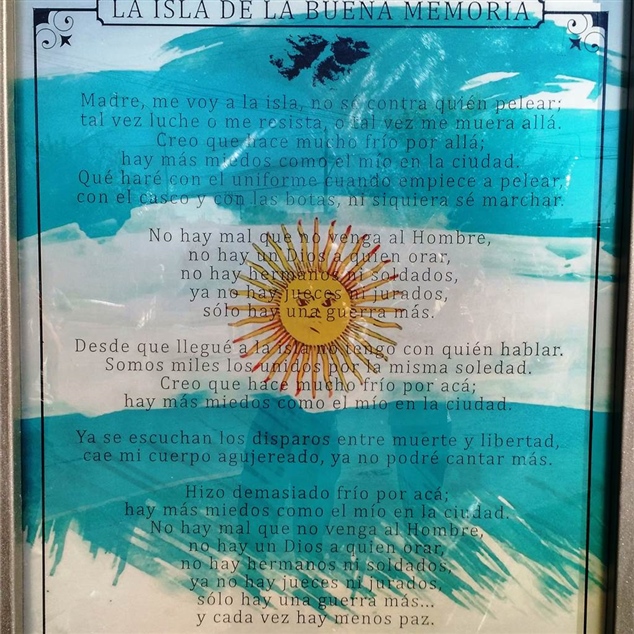 LA ISLA DE LA BUENA MEMORIA
Madre, me voy a la isla, no sé contra quién pelear;
tal vez luche o me resista, o tal vez me muera allá.
Creo que hace mucho frío por allá;
hay más miedos como el mío en la ciudad.
Qué haré con el uniforme cuando empiece a pelear,
con el casco y con las botas, ni siquiera sé marchar.
No hay mal que no venga al Hombre,
no hay un Dios a quien orar,
no hay hermanos ni soldados,
ya no hay jueces ni jurados,
sólo hay una guerra más.
Desde que llegué a la isla no tengo con quién hablar.
Somos miles los unidos por la misma soledad.
Creo que hace mucho frío por acá;
hay más miedos como el mío en la ciudad.
Ya se escuchan los disparos entre muerte y libertad,
cae mi cuerpo agujereado, ya no podré cantar más.
Hizo demasiado frío por acá;
hay más miedos como el mío en la ciudad.
No hay mal que no venga al Hombre,
no hay un Dios a quien orar,
no hay hermanos ni soldados,
ya no hay jueces ni jurados,
sólo hay una guerra más...
y cada vez hay menos paz.